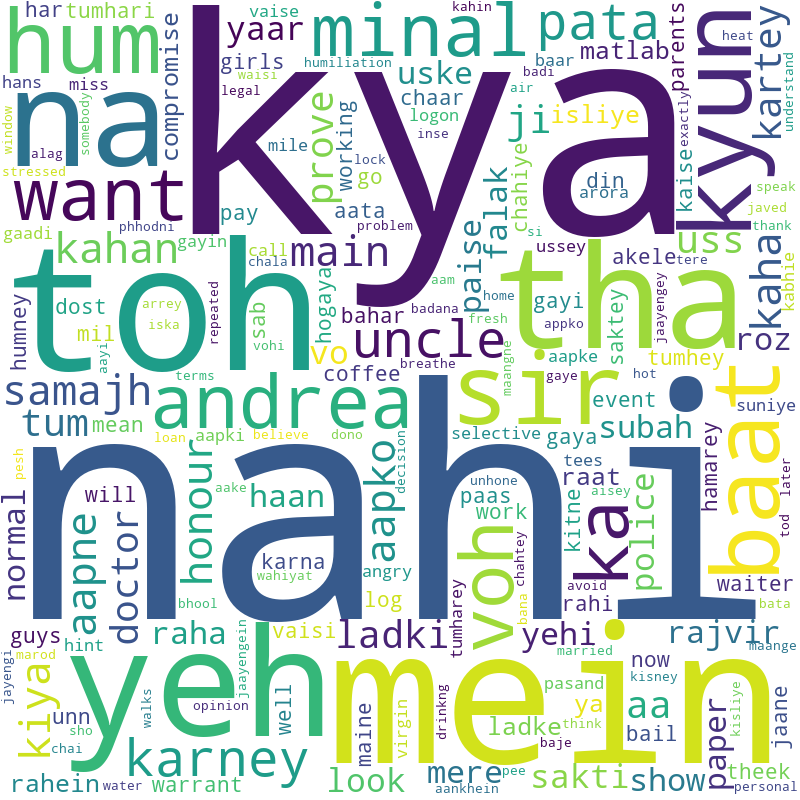 har
tumhari
hum
vaise
yaar
minal
pata
kahin
heat
humiliation
badi
matlab
parents
kyun
kartey
understand
hans
miss
compromise
girls
waisi
legal
uske
chaar
baar
air
na
kya
window
somebody
alag
stressed
prove
working
logon
inse
ji
isliye
exactly
want
mile
lock
go
chahiye
din
arora
kaise
speak
javed
thank
gaadi
phhodni
pay
aata
problem
falak
si
uss
kahan
gayin
call
chala
main
paise
ussey
akele
tere
kaha
kabhie
toh
tha
humney
dost
arrey
iska
repeated
sab
vohi
hogaya
aam
badana
home
fresh
gayi
appko
saktey
jaayengey
mil
aayi
bahar
uncle
roz
terms
vo
coffee
breathe
maangne
gaye
aapke
tumhey
hot
samajh
andrea
sir
event
suniye
baat
tum
mean
loan
aapki
believe
dono
decision
selective
gaya
subah
pesh
nahi
normal
will
honour
haan
aapko
unhone
tees
raat
hamarey
tod
later
aapne
doctor
aake
karna
wahiyat
angry
paas
work
aisey
kitne
ka
police
bhool
log
voh
chahtey
avoid
waiter
guys
marod
hint
raha
vaisi
ladki
tumharey
bana
rahi
bata
yehi
married
rajvir
maange
jayengi
kiya
yeh
jaayengein
mein
now
unn
walks
opinion
well
maine
virgin
drinkng
pasand
kisney
ya
ladke
think
aa
kisliye
bail
paper
jaane
sho
chai
karney
baje
pee
rahein
water
warrant
look
mere
aankhein
sakti
show
theek
personal